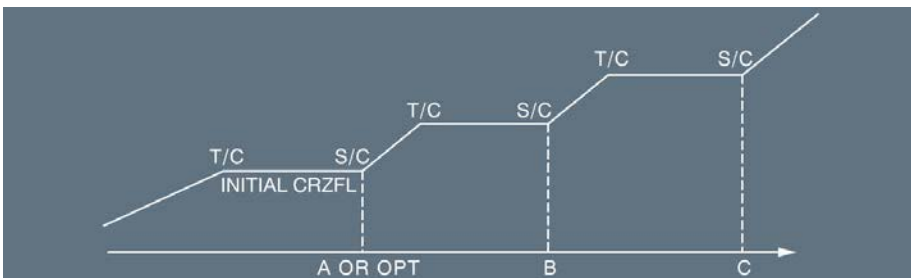 T/C S/C
T/C S/C
T/C S/C
INITIAL CRZFL
A OR OPT B C